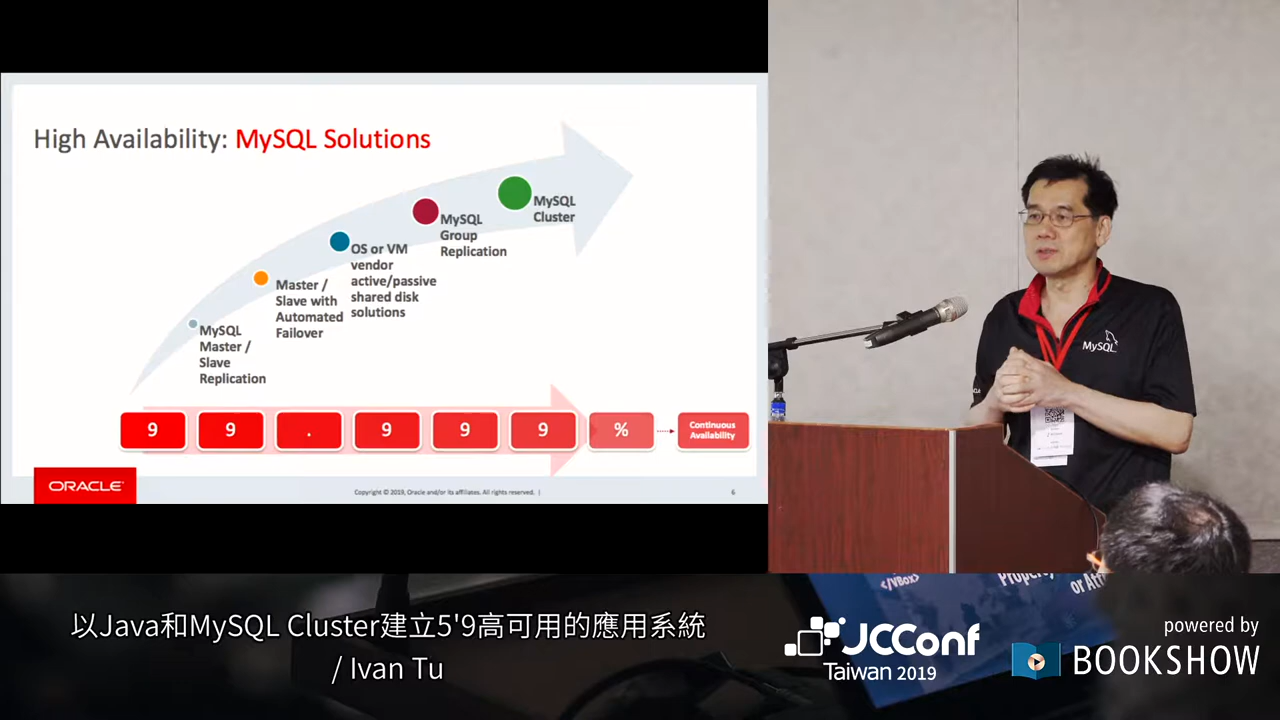 High Availability: MySQL Solutions
MySQL
Cluster
MySQL
Group
Replication
OS or VM
vendor
active/passive
shared disk
solutions
Master /
Slave with
Automated
Failover
MySQL
Master /
Slave
Replication
9 9 . 9 9 9 % Continuous Availability
ORACLE
Copyright © 2019, Oracle and/or its affiliates. All rights reserved. |
6
MySQL
</VBox>
Property
以Java和MySQL Cluster建立5'9高可用的應用系統
/ Ivan Tu
JCConf
Taiwan 2019
powered by
BOOKSHOW